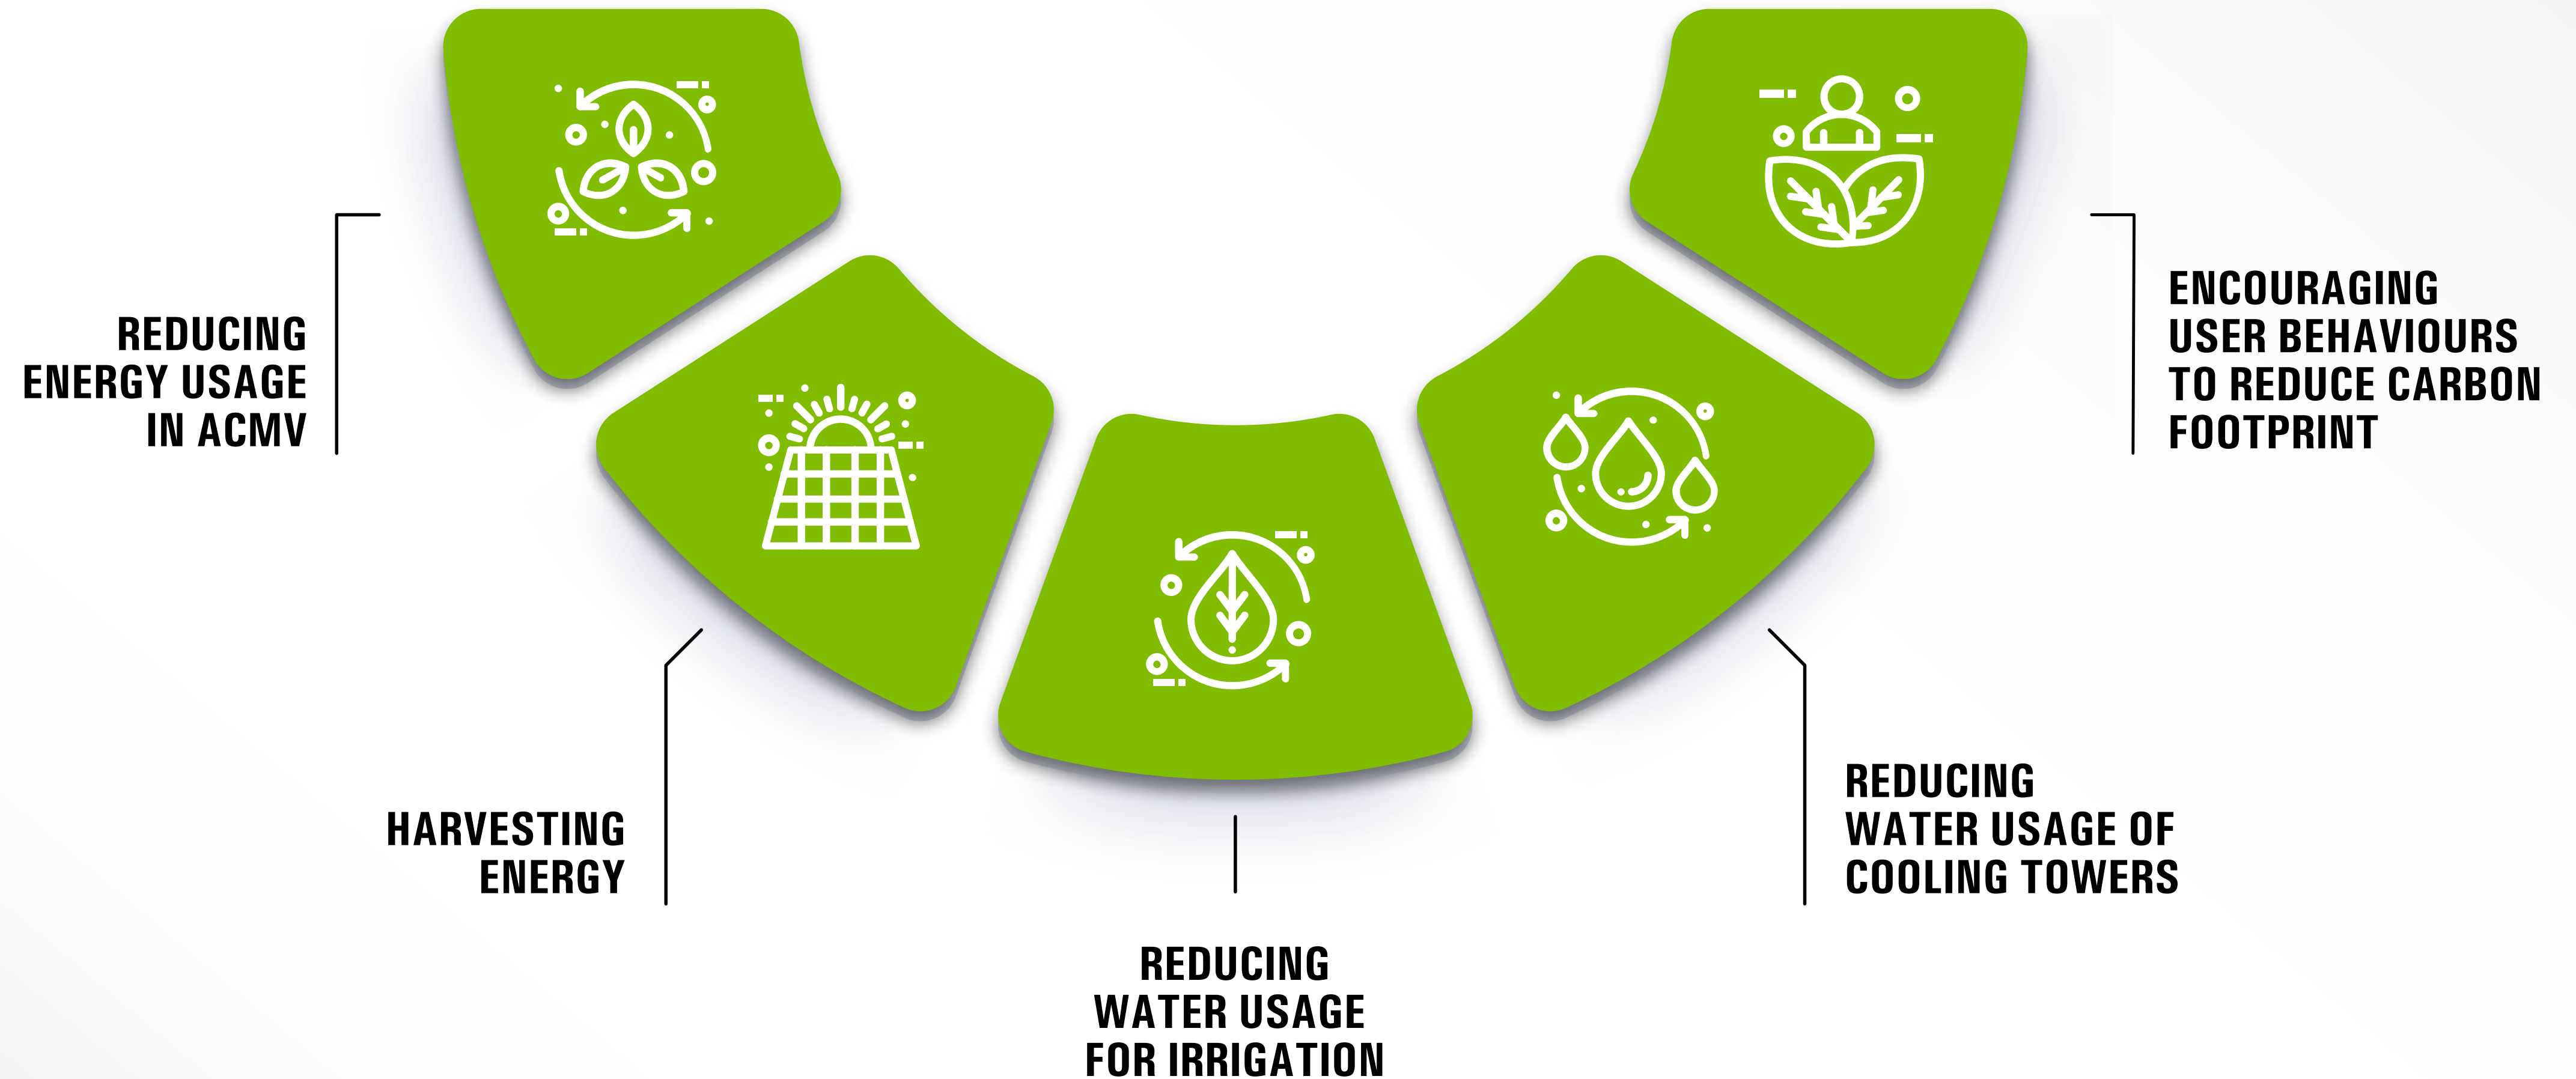 REDUCING
ENERGY USAGE
IN ACMV
HARVESTING
ENERGY
REDUCING
WATER USAGE
FOR IRRIGATION
REDUCING
WATER USAGE OF
COOLING TOWERS
ENCOURAGING
USER BEHAVIOURS
TO REDUCE CARBON
FOOTPRINT